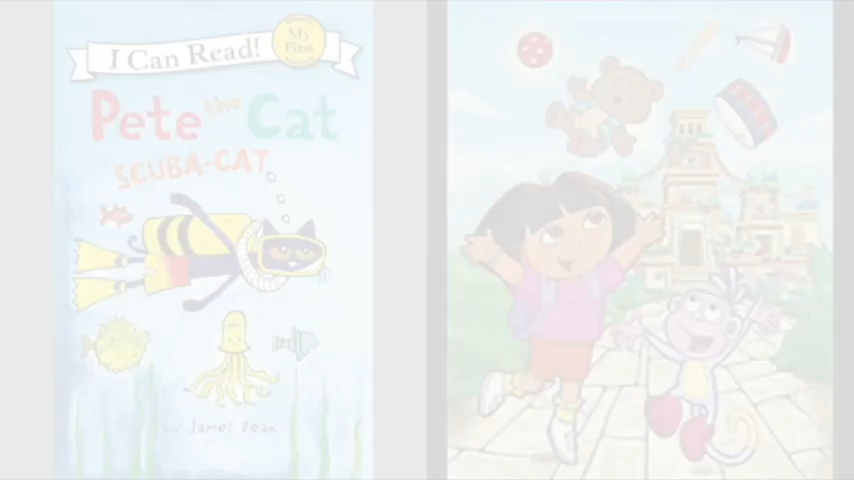 I Can Read!
My
First
Pete the Cat
SCUBA-CAT
by James Dean